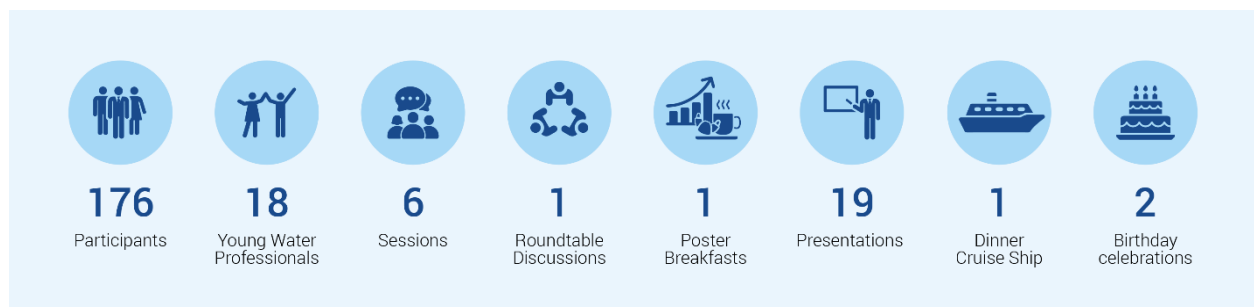 176
Participants
18
Young Water
Professionals
6
Sessions
1
Roundtable
Discussions
1
Poster
Breakfasts
19
Presentations
1
Dinner
Cruise Ship
2
Birthday
celebrations